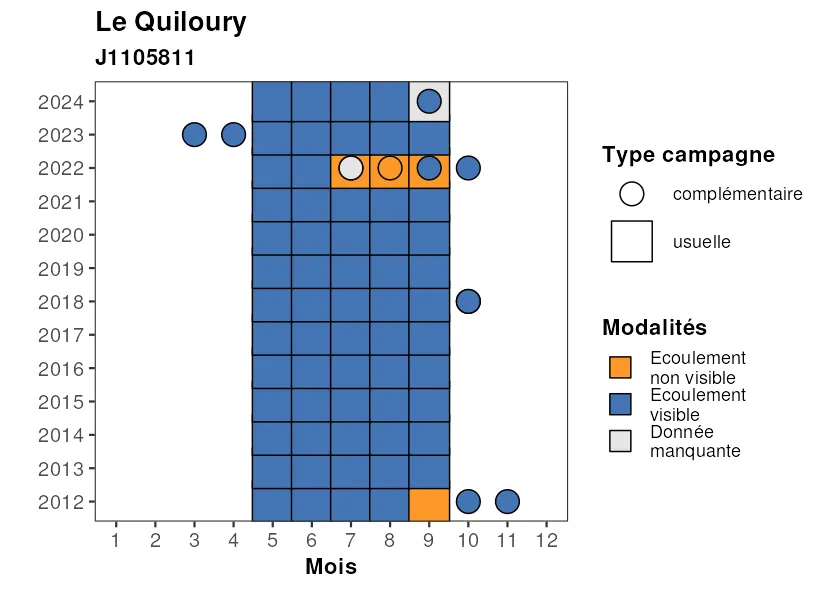 Le Quiloury
J1105811
2024
2023
2022
2021
2020
2019
2018
2017
2016
2015
2014
2013
2012
1 2 3 4 5 6 7 8 9 10 11 12
Mois
Type campagne
complémentaire
usuelle
Modalités
Ecoulement
non visible
Ecoulement
visible
Donnée
manquante